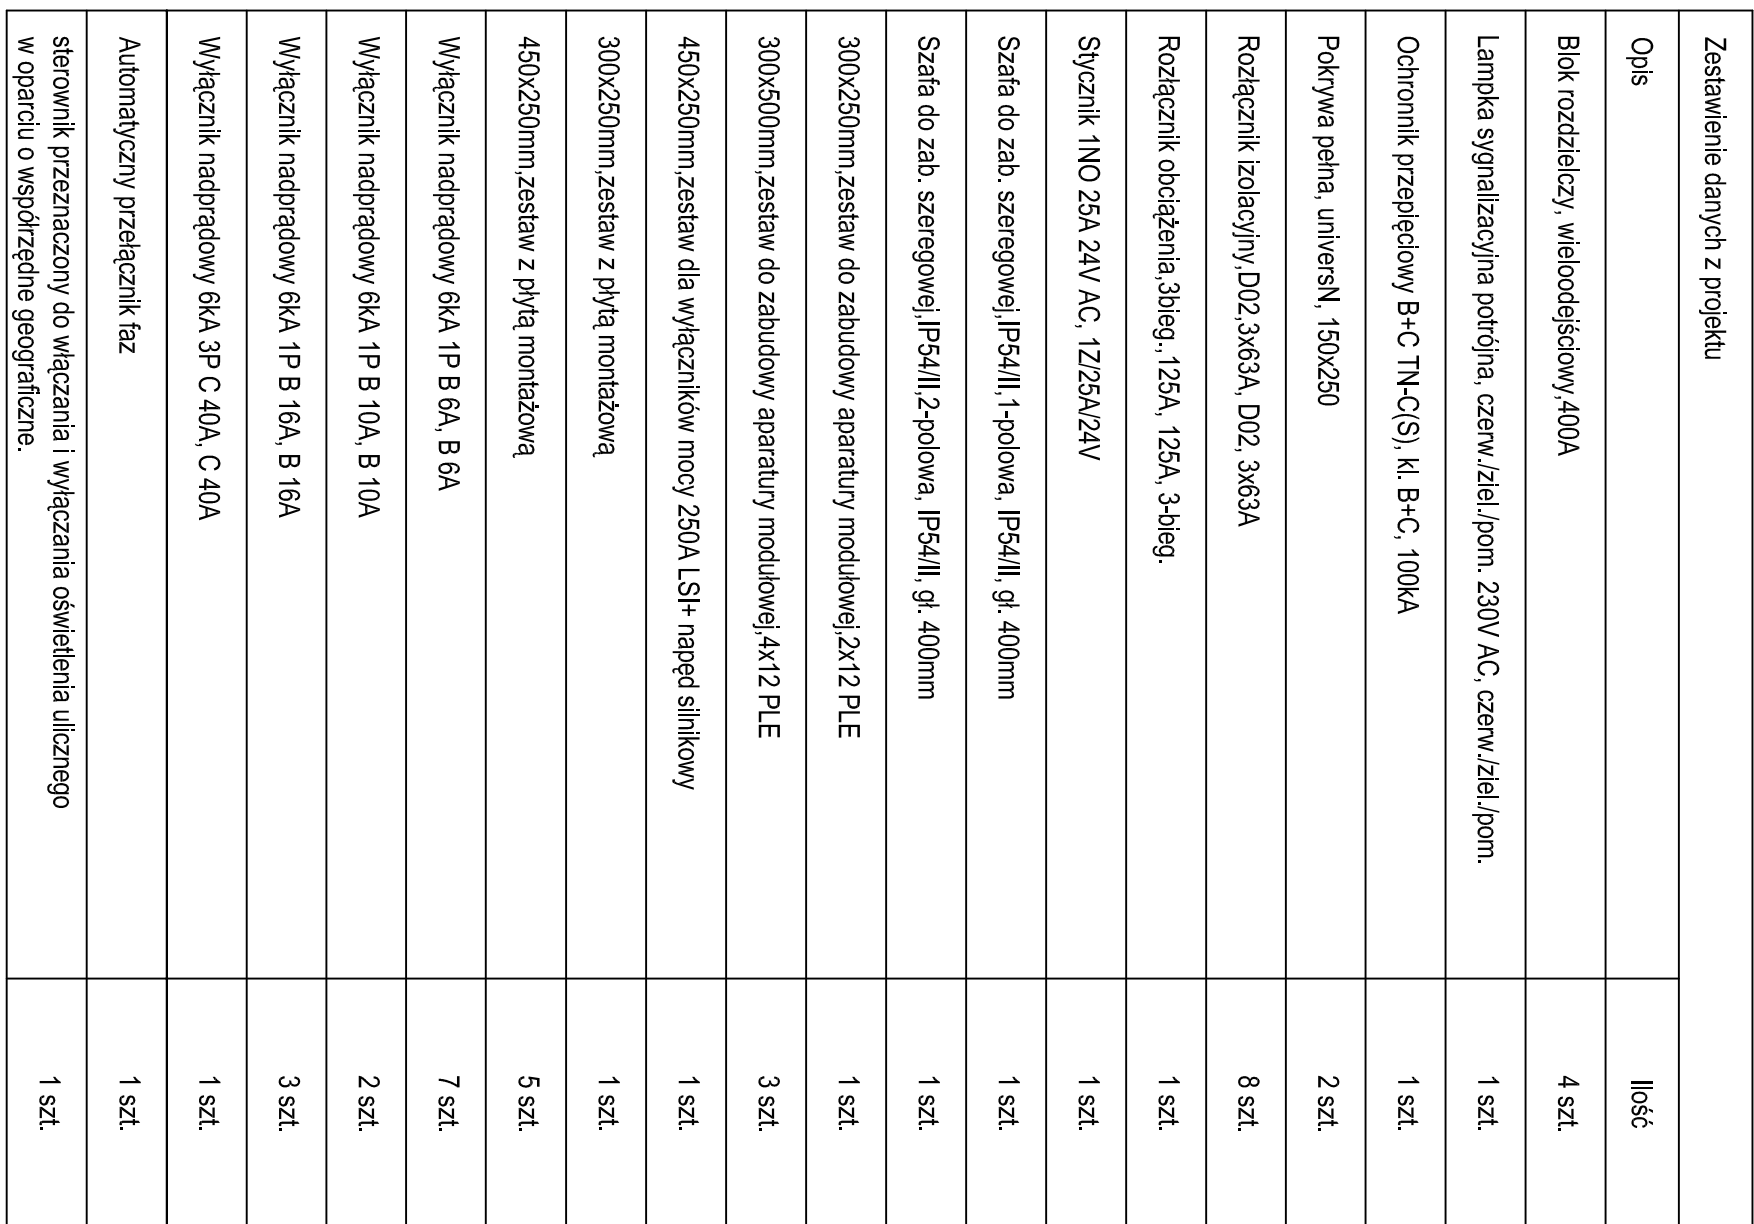 Zestawienie danych z projektu
Opis Ilość
Blok rozdzielczy, wieloodejściowy,400A 4 szt.
Lampka sygnalizacyjna potrójna, czerw./ziel./pom. 230V AC, czerw./ziel./pom. 1 szt.
Ochronnik przepięciowy B+C TN-C(S), kl. B+C, 100kA 1 szt.
Pokrywa pełna, universN, 150x250 2 szt.
Rozłącznik izolacyjny,D02,3x63A, D02, 3x63A 8 szt.
Rozłącznik obciążenia,3bieg.,125A, 125A, 3-bieg. 1 szt.
Stycznik 1NO 25A 24V AC, 1Z/25A/24V 1 szt.
Szafa do zab. szeregowej,IP54/II,1-polowa, IP54/II, gł. 400mm 1 szt.
Szafa do zab. szeregowej,IP54/II,2-polowa, IP54/II, gł. 400mm 1 szt.
300x250mm,zestaw do zabudowy aparatury modułowej,2x12 PLE 1 szt.
300x500mm,zestaw do zabudowy aparatury modułowej,4x12 PLE 3 szt.
450x250mm,zestaw dla wyłączników mocy 250A LSI+ napęd silnikowy 1 szt.
300x250mm,zestaw z płytą montażową 1 szt.
450x250mm,zestaw z płytą montażową 5 szt.
Wyłącznik nadprądowy 6kA 1P B 6A, B 6A 7 szt.
Wyłącznik nadprądowy 6kA 1P B 10A, B 10A 2 szt.
Wyłącznik nadprądowy 6kA 1P B 16A, B 16A 3 szt.
Wyłącznik nadprądowy 6kA 3P C 40A, C 40A 1 szt.
Automatyczny przełącznik faz 1 szt.
sterownik przeznaczony do włączania i wyłączania oświetlenia ulicznego 1 szt.
w oparciu o współrzędne geograficzne.